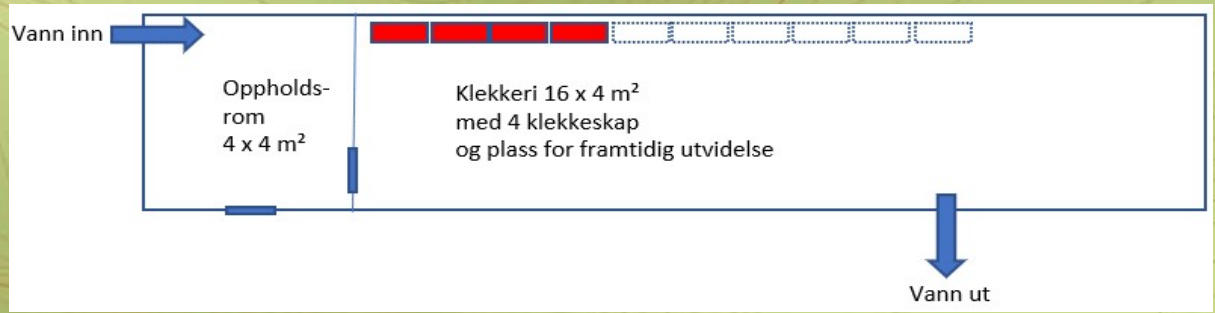 Vann inn
Oppholds-
rom
4 x 4 m²
Klekkeri 16 x 4 m²
med 4 klekkeskap
og plass for framtidig utvidelse
Vann ut